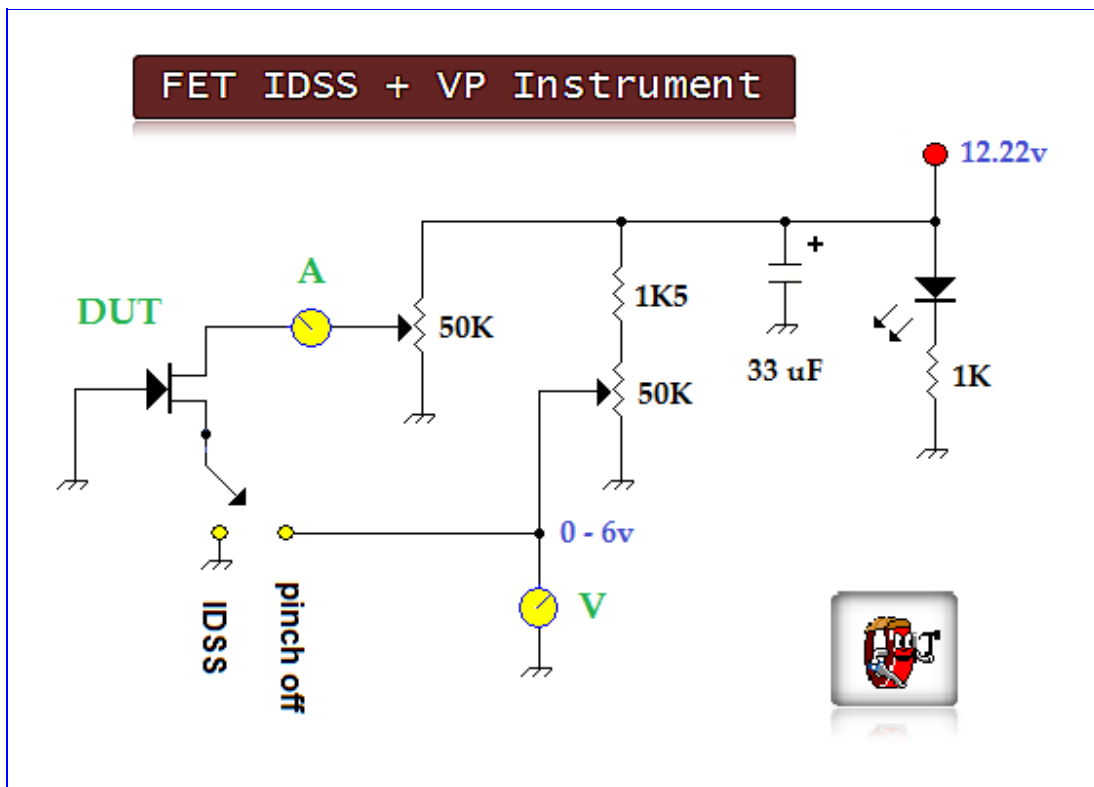 FET IDSS + VP Instrument
12.22v
A
DUT
50K
1K5
50K
33 uF
+
1K
0 - 6v
V
IDSS
pinch off